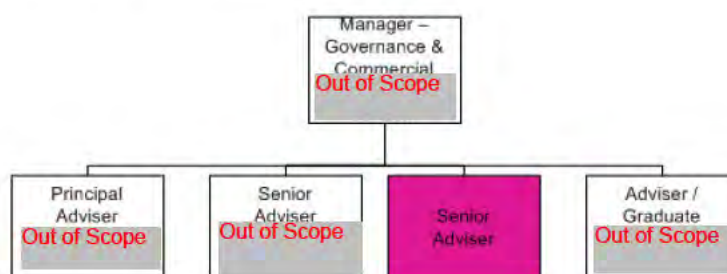 Manager –
Governance &
Commercial
Out of Scope
Principal
Adviser
Out of Scope
Senior
Adviser
Out of Scope
Senior
Adviser
Adviser /
Graduate
Out of Scope